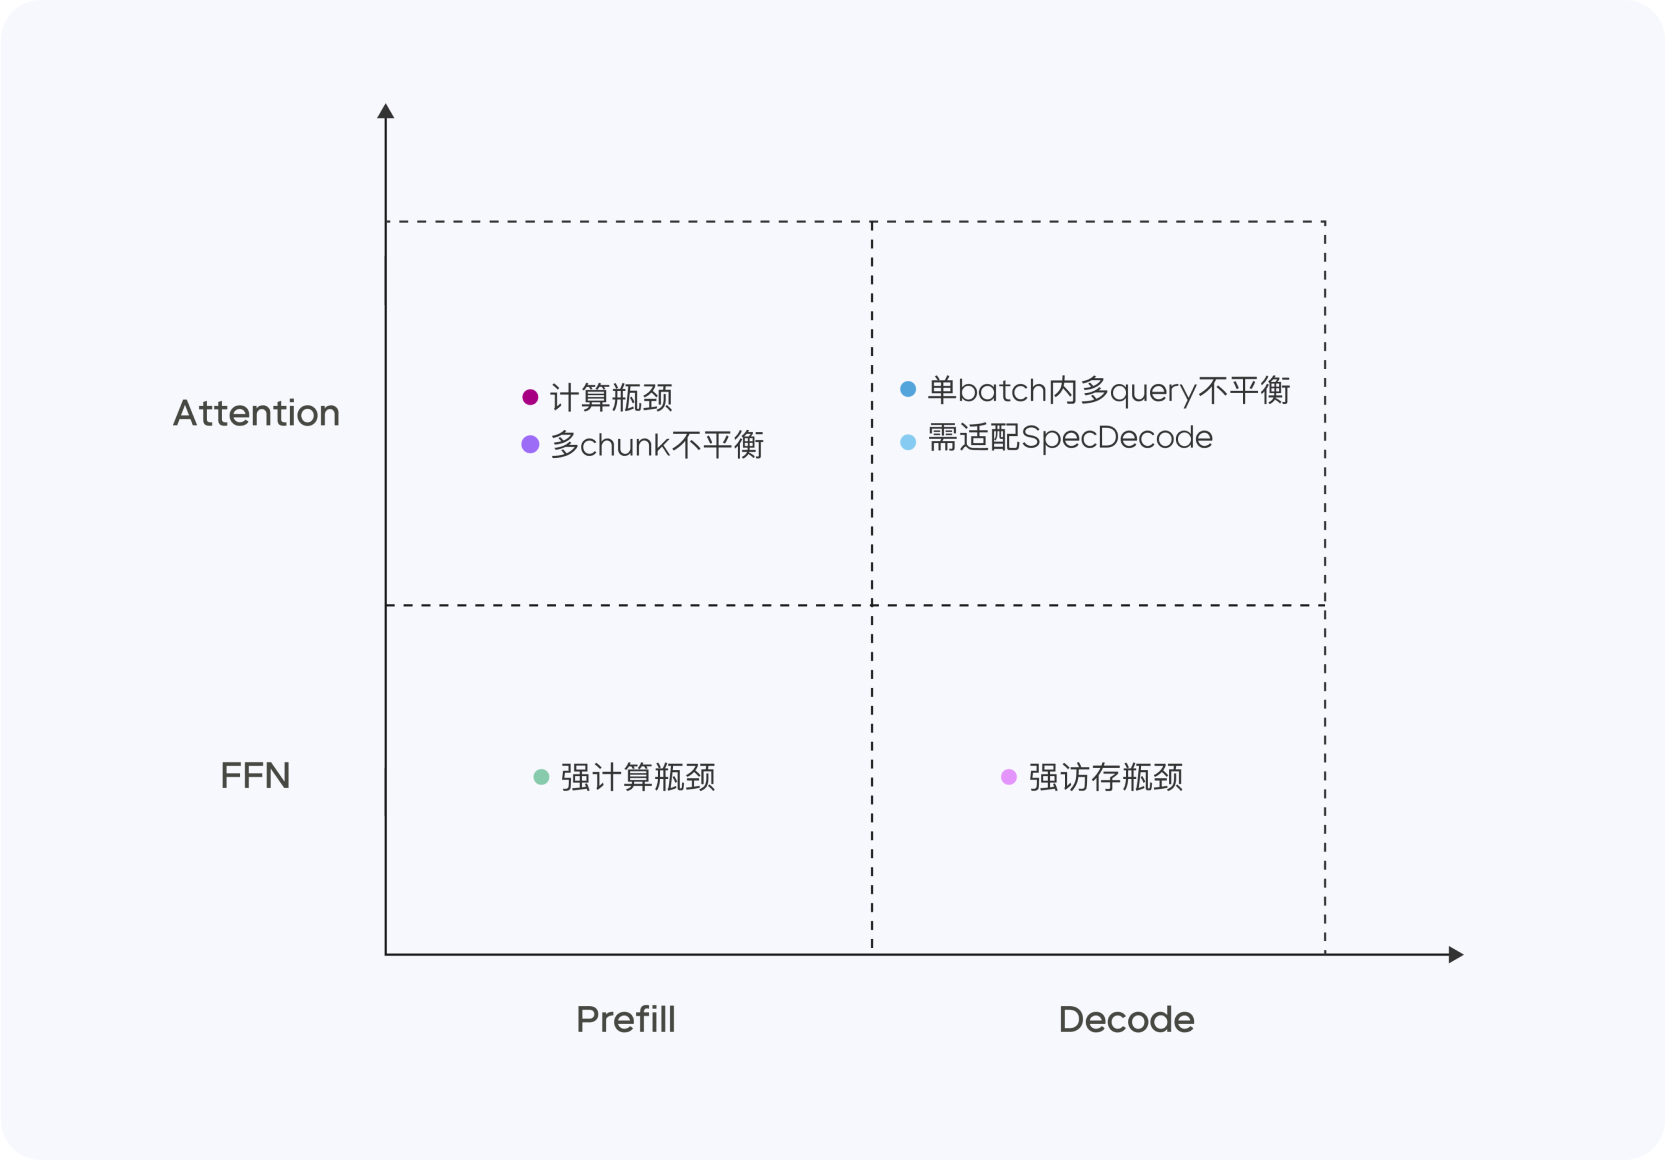 Attention
计算瓶颈
多chunk不平衡
单batch内多query不平衡
需适配SpecDecode
FFN
强计算瓶颈
强访存瓶颈
Prefill
Decode